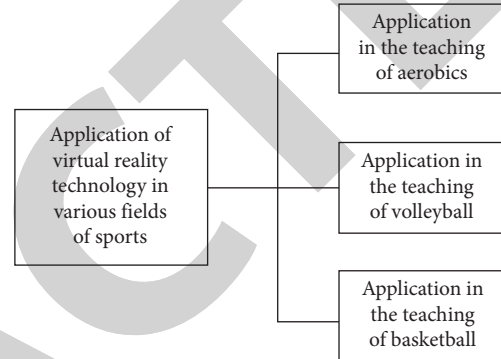 Application
in the teaching
of aerobics
Application of
virtual reality
technology in
various fields
of sports
Application in
the teaching
of volleyball
Application in
the teaching
of basketball